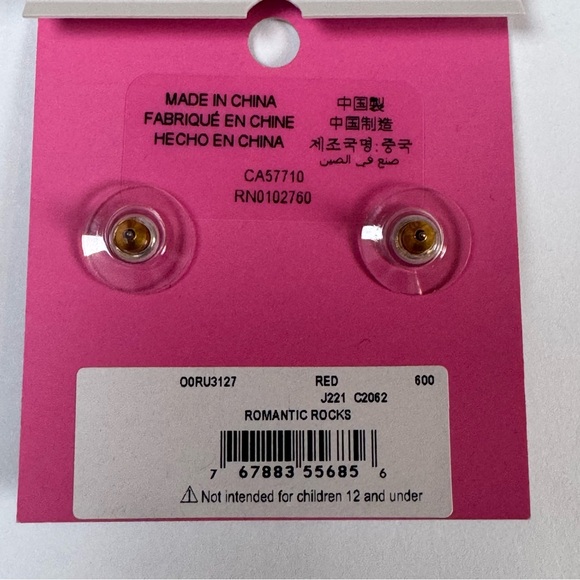 MADE IN CHINA
FABRIQUÉ EN CHINE
HECHO EN CHINA
中国製
中国制造
제조국명:중국
صنع في الصين
CA57710
RN0102760
O0RU3127 RED 600
J221 C2062
ROMANTIC ROCKS
7 67883 55685 6
⚠ Not intended for children 12 and under